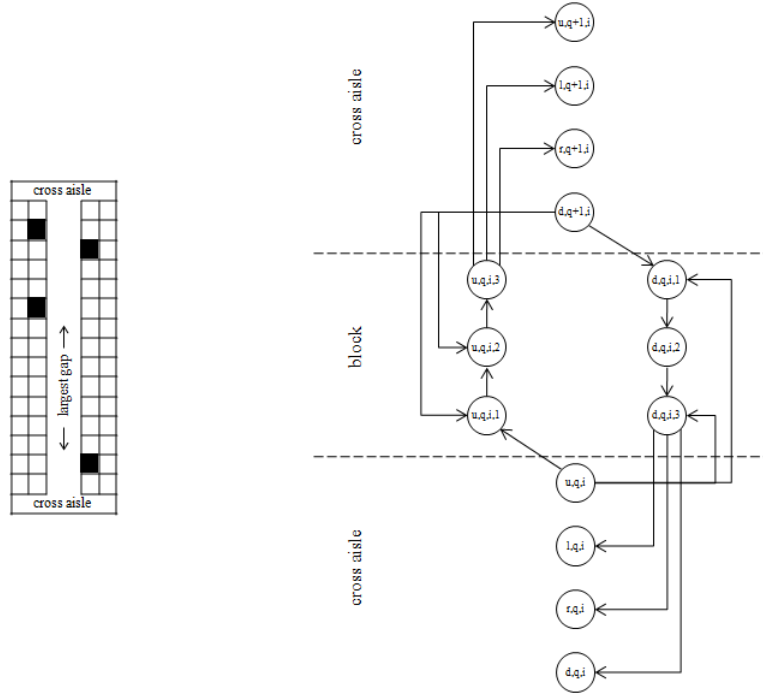 cross aisle
largest gap
cross aisle
cross aisle
block
cross aisle
u,q+1,i
l,q+1,i
r,q+1,i
d,q+1,i
u,q,i,3
d,q,i,1
u,q,i,2
d,q,i,2
u,q,i,1
d,q,i,3
u,q,i
l,q,i
r,q,i
d,q,i